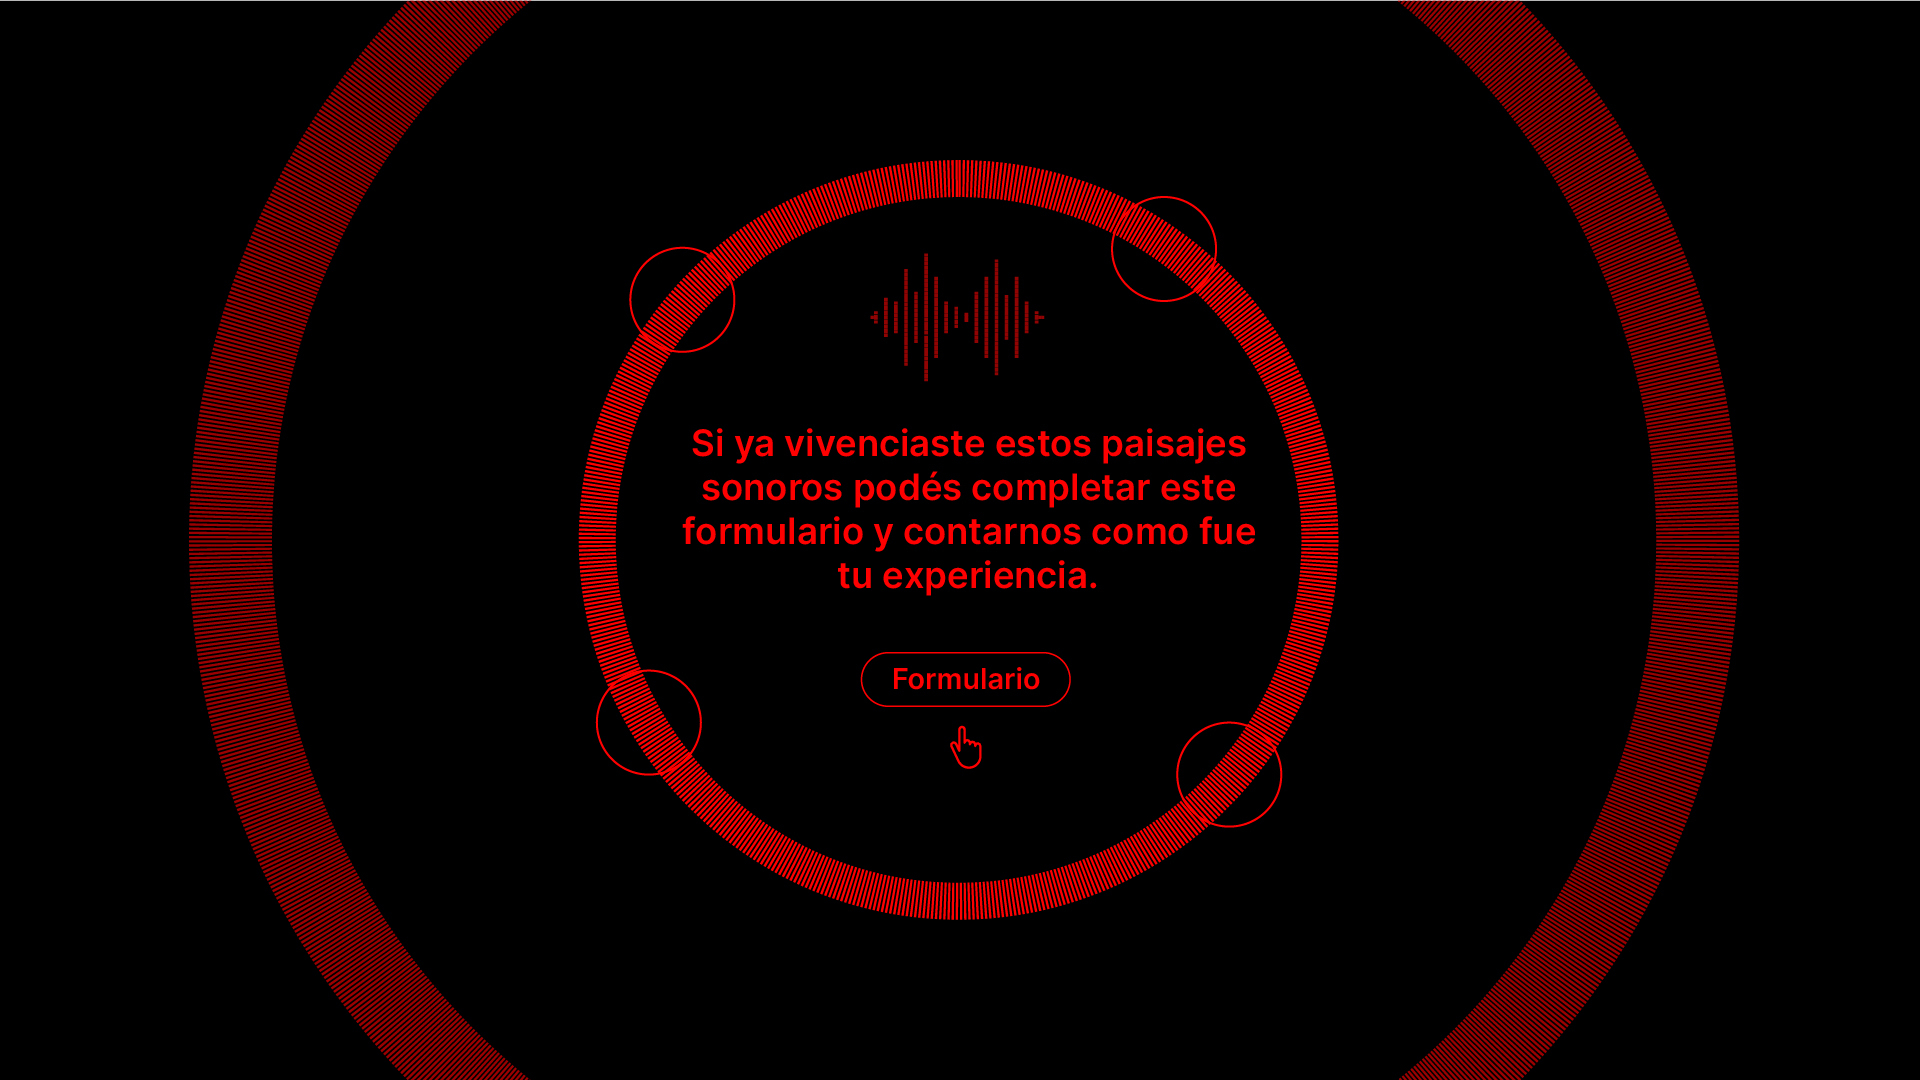 Si ya vivenciaste estos paisajes
sonoros podés completar este
formulario y contarnos como fue
tu experiencia.
Formulario